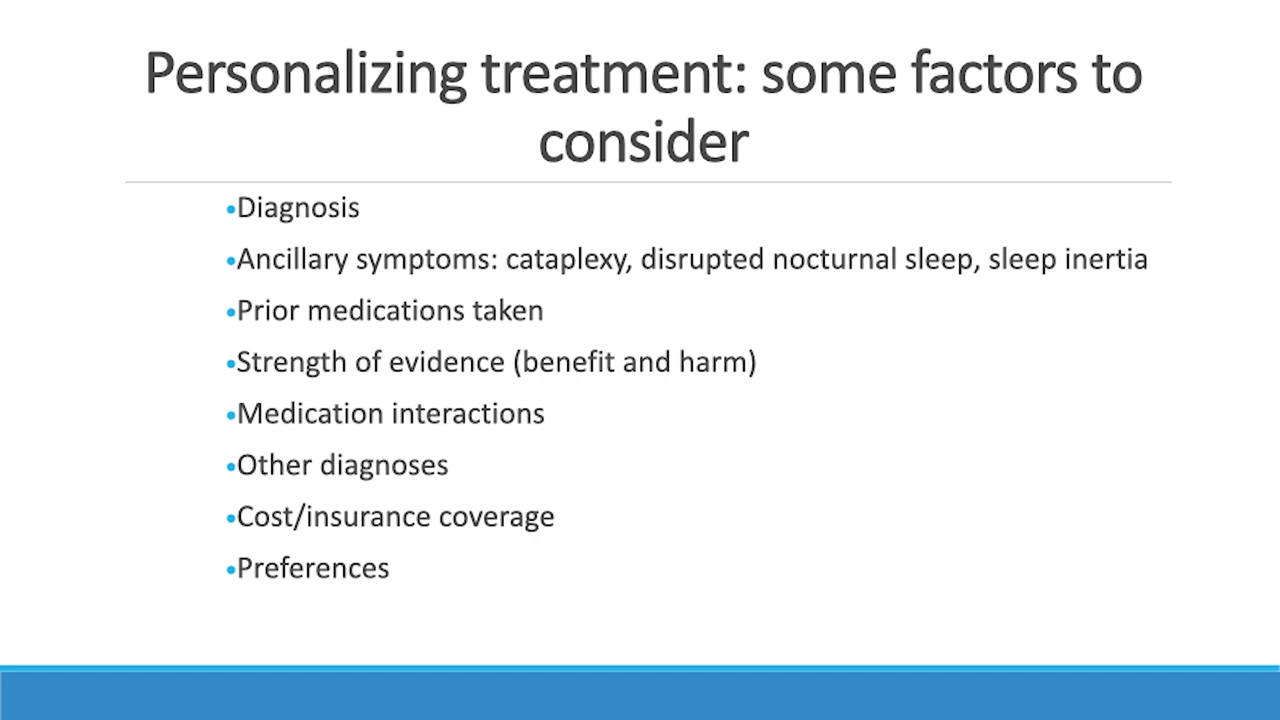 Personalizing treatment: some factors to
consider
•Diagnosis
•Ancillary symptoms: cataplexy, disrupted nocturnal sleep, sleep inertia
•Prior medications taken
•Strength of evidence (benefit and harm)
•Medication interactions
•Other diagnoses
•Cost/insurance coverage
•Preferences